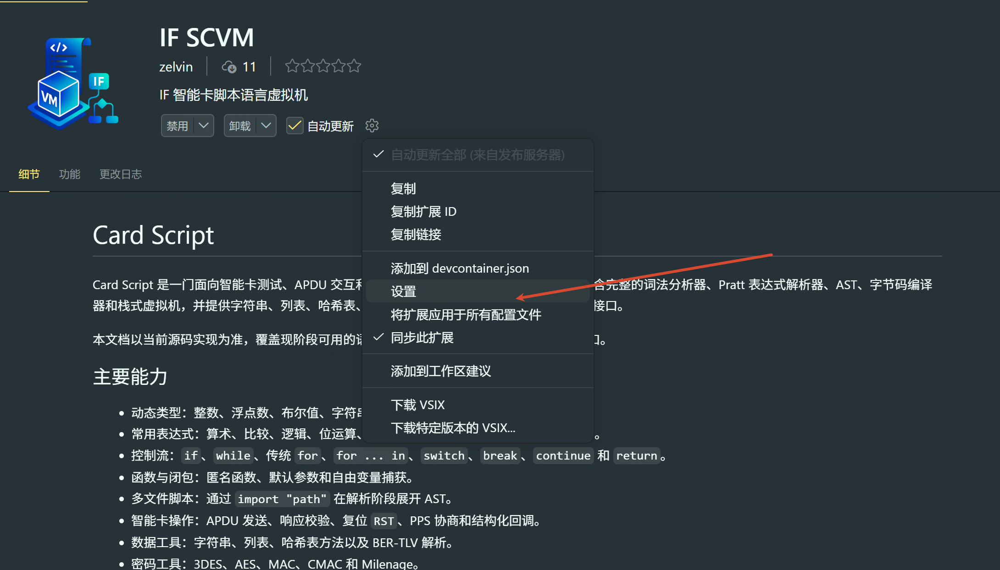 IF SCVM
zelvin 11
IF 智能卡脚本语言虚拟机
禁用 卸载 自动更新
自动更新全部 (来自发布服务器)
细节 功能 更改日志
复制
复制扩展 ID
复制链接
添加到 devcontainer.json
设置
将扩展应用于所有配置文件
同步此扩展
添加到工作区建议
下载 VSIX
下载特定版本的 VSIX...
</> VM IF
Card Script
Card Script 是一门面向智能卡测试、APDU 交互 含完整的词法分析器、Pratt 表达式解析器、AST、字节码编译
器和栈式虚拟机，并提供字符串、列表、哈希表、 接口。
本文档以当前源码实现为准，覆盖现阶段可用的 口。
主要能力
动态类型：整数、浮点数、布尔值、字符
常用表达式：算术、比较、逻辑、位运算、 。
控制流：if、while、传统 for、for ... in、switch、break、continue 和 return。
函数与闭包：匿名函数、默认参数和自由变量捕获。
多文件脚本：通过 import "path" 在解析阶段展开 AST。
智能卡操作：APDU 发送、响应校验、复位 RST、PPS 协商和结构化回调。
数据工具：字符串、列表、哈希表方法以及 BER-TLV 解析。
密码工具：3DES、AES、MAC、CMAC 和 Milenage。